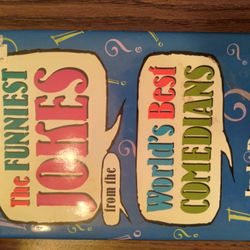 The FUNNIEST
JOKES
from the
World's Best
COMEDIANS